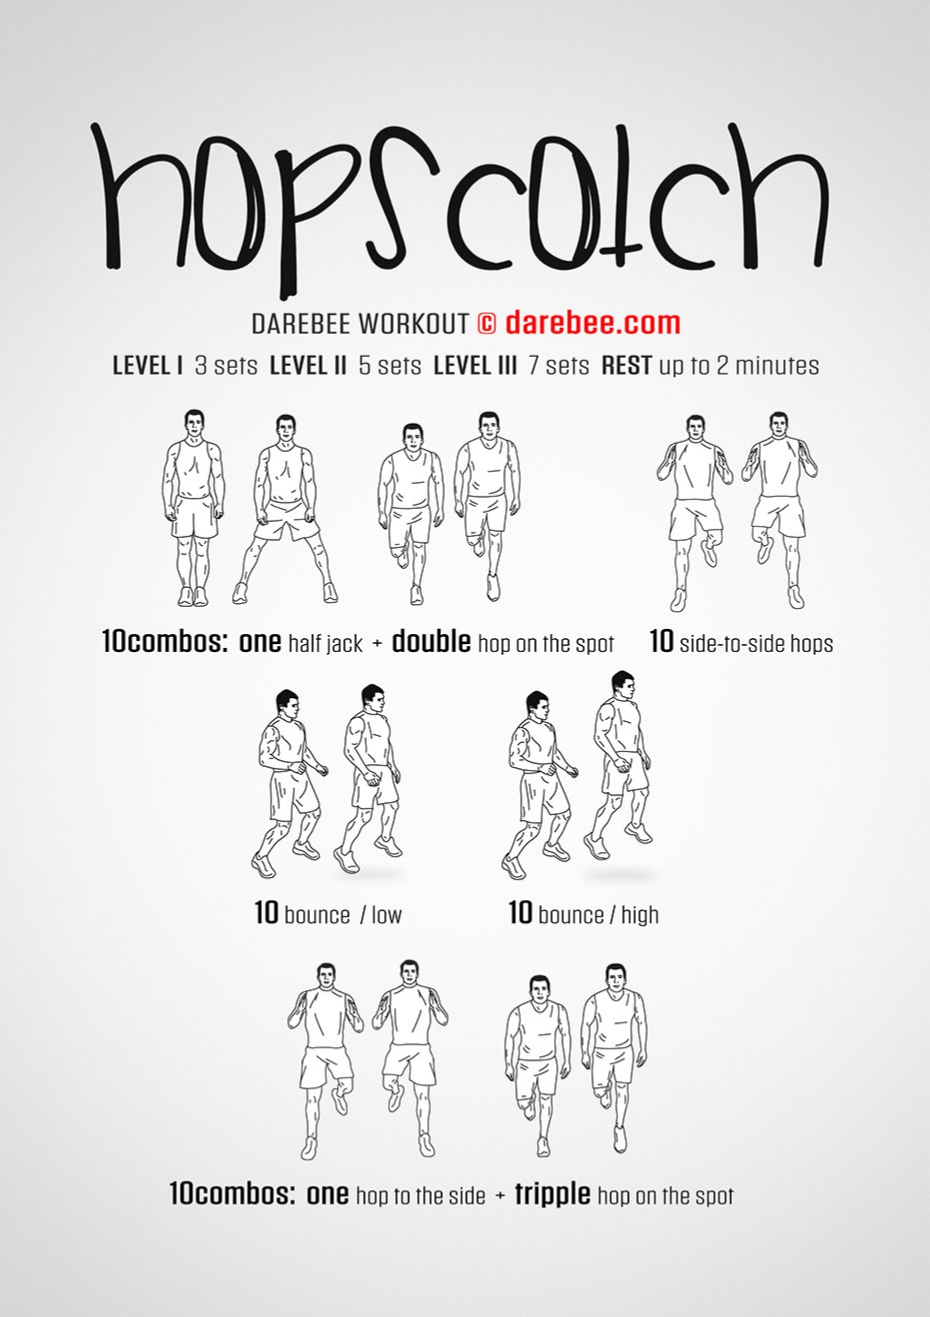 hopscotch
DAREBEE WORKOUT © darebee.com
LEVEL I 3 sets LEVEL II 5 sets LEVEL III 7 sets REST up to 2 minutes
10combos: one half jack + double hop on the spot
10 side-to-side hops
10 bounce / low
10 bounce / high
10combos: one hop to the side + tripple hop on the spot